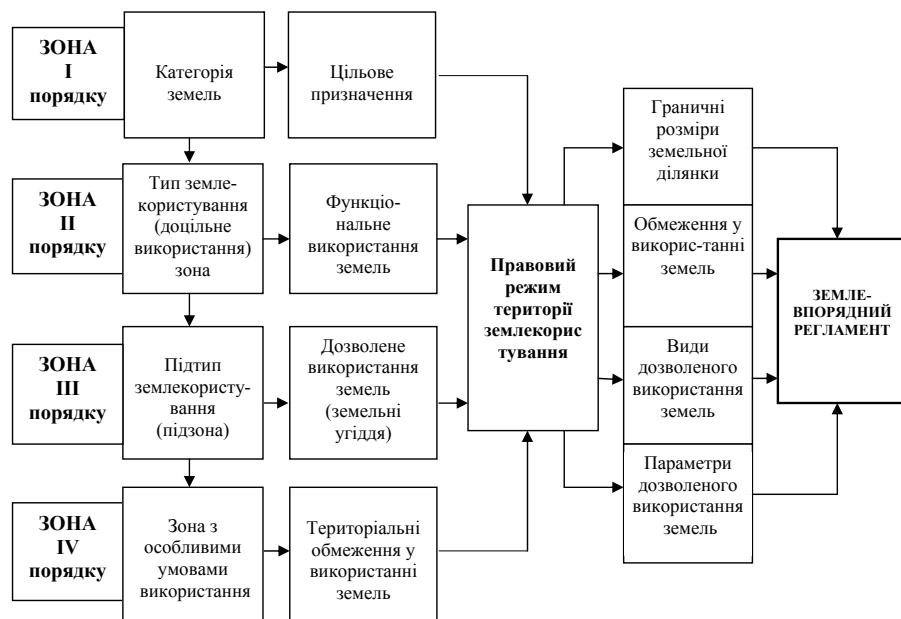 ЗОНА
I
порядку
Категорія
земель
Цільове
призначення
ЗОНА
II
порядку
Тип земле-
користування
(доцільне
використання)
зона
Функціо-
нальне
використання
земель
ЗОНА
III
порядку
Підтип
землекористу-
вання
(підзона)
Дозволене
використання
земель
(земельні
угіддя)
ЗОНА
IV
порядку
Зона з
особливими
умовами
використання
Територіальні
обмеження у
використанні
земель
Правовий
режим
території
землекорис
тування
Граничні
розміри
земельної
ділянки
Обмеження у
викорис-танні
земель
Види
дозволеного
використання
земель
Параметри
дозволеного
використання
земель
ЗЕМЛЕ-
ВПОРЯДНИЙ
РЕГЛАМЕНТ